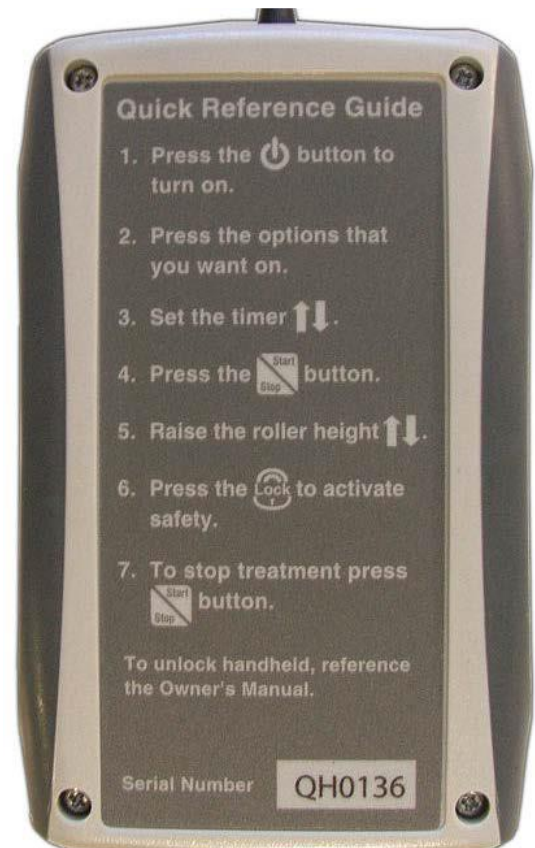 Quick Reference Guide
1. Press the button to
turn on.
2. Press the options that
you want on.
3. Set the timer ↑↓.
4. Press the Start Stop button.
5. Raise the roller height ↑↓.
6. Press the Lock to activate
safety.
7. To stop treatment press
Start Stop button.
To unlock handheld, reference
the Owner's Manual.
Serial Number QH0136